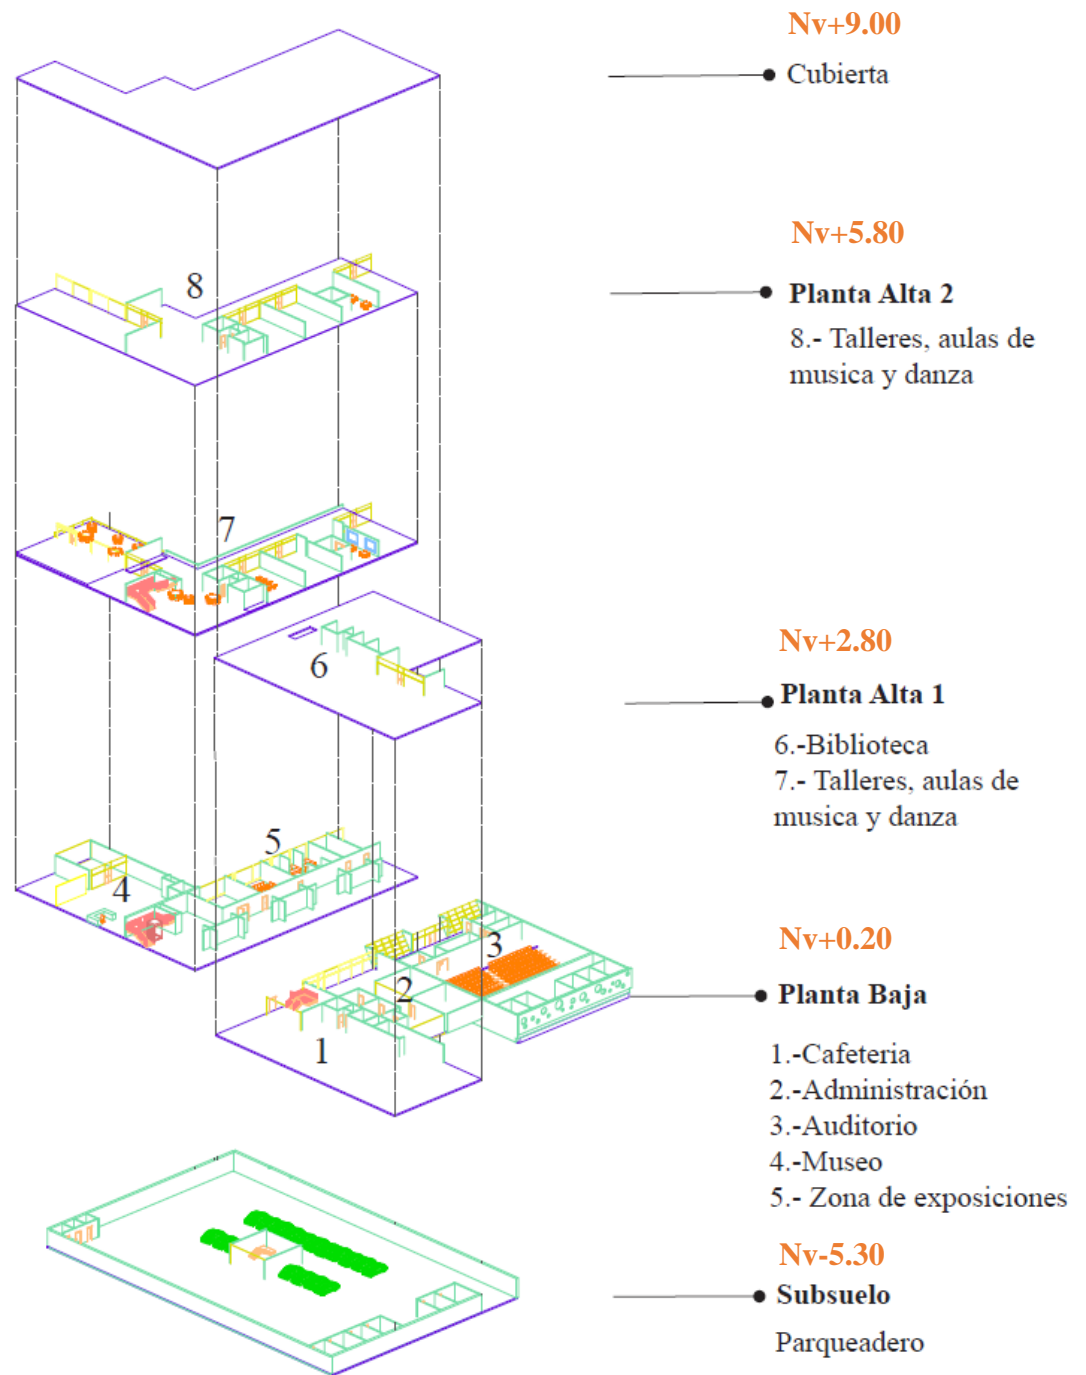 Nv+9.00
Cubierta
Nv+5.80
Planta Alta 2
8.- Talleres, aulas de
musica y danza
8
7
Nv+2.80
Planta Alta 1
6.-Biblioteca
7.- Talleres, aulas de
musica y danza
6
5
4
Nv+0.20
Planta Baja
1.-Cafeteria
2.-Administración
3.-Auditorio
4.-Museo
5.- Zona de exposiciones
3
2
1
Nv-5.30
Subsuelo
Parqueadero